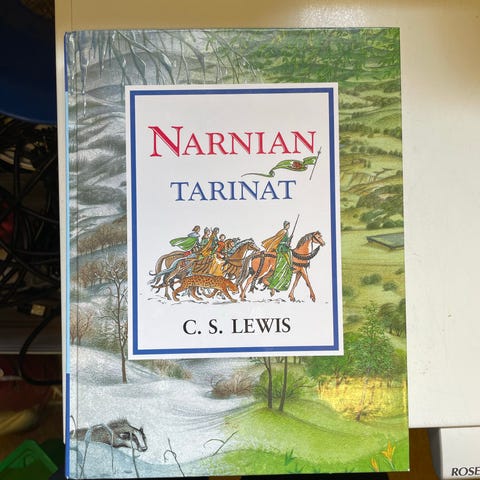 NARNIAN
TARINAT
C. S. LEWIS
ROSE